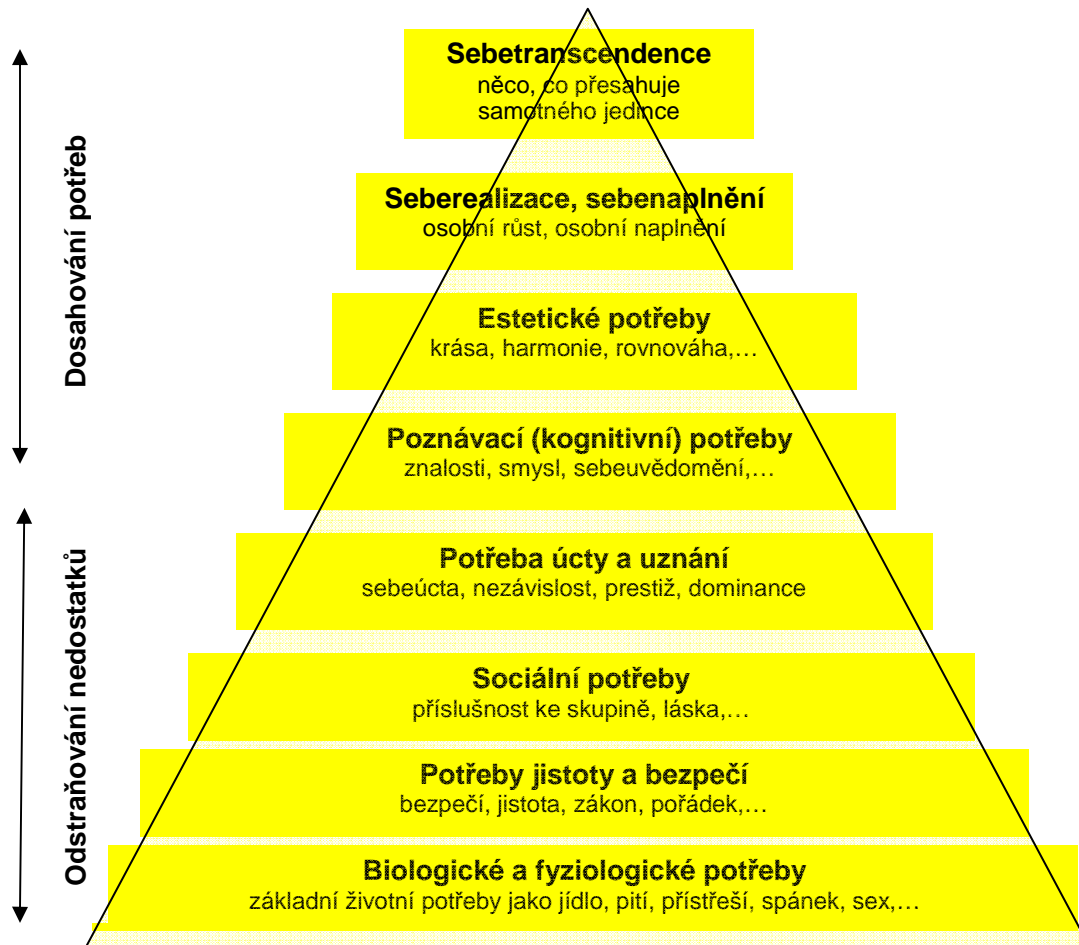 Sebetranscendence
něco, co přesahuje
samotného jedince
Seberealizace, sebenaplnění
osobní růst, osobní naplnění
Estetické potřeby
krása, harmonie, rovnováha,…
Poznávací (kognitivní) potřeby
znalosti, smysl, sebeuvědomění,…
Potřeba úcty a uznání
sebeúcta, nezávislost, prestiž, dominance
Sociální potřeby
příslušnost ke skupině, láska,…
Potřeby jistoty a bezpečí
bezpečí, jistota, zákon, pořádek,…
Biologické a fyziologické potřeby
základní životní potřeby jako jídlo, pití, přístřeší, spánek, sex,…
Dosahování potřeb
Odstraňování nedostatků